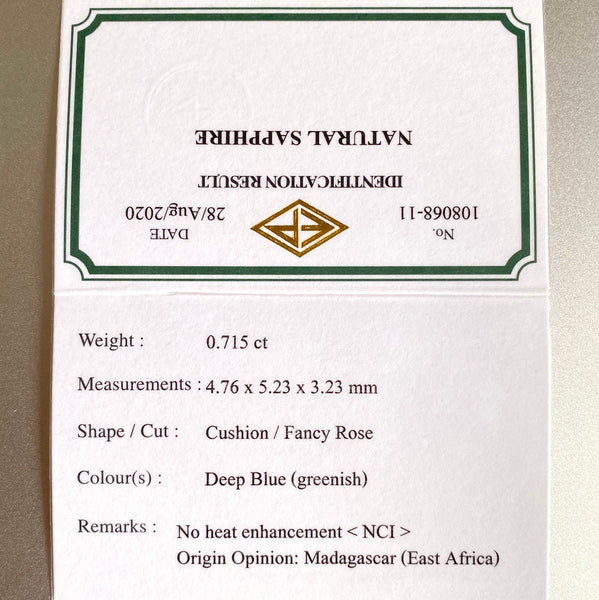 No. DATE
108068-11 28/Aug/2020
IDENTIFICATION RESULT
NATURAL SAPPHIRE
Weight : 0.715 ct
Measurements : 4.76 x 5.23 x 3.23 mm
Shape / Cut : Cushion / Fancy Rose
Colour(s) : Deep Blue (greenish)
Remarks : No heat enhancement < NCI >
Origin Opinion: Madagascar (East Africa)